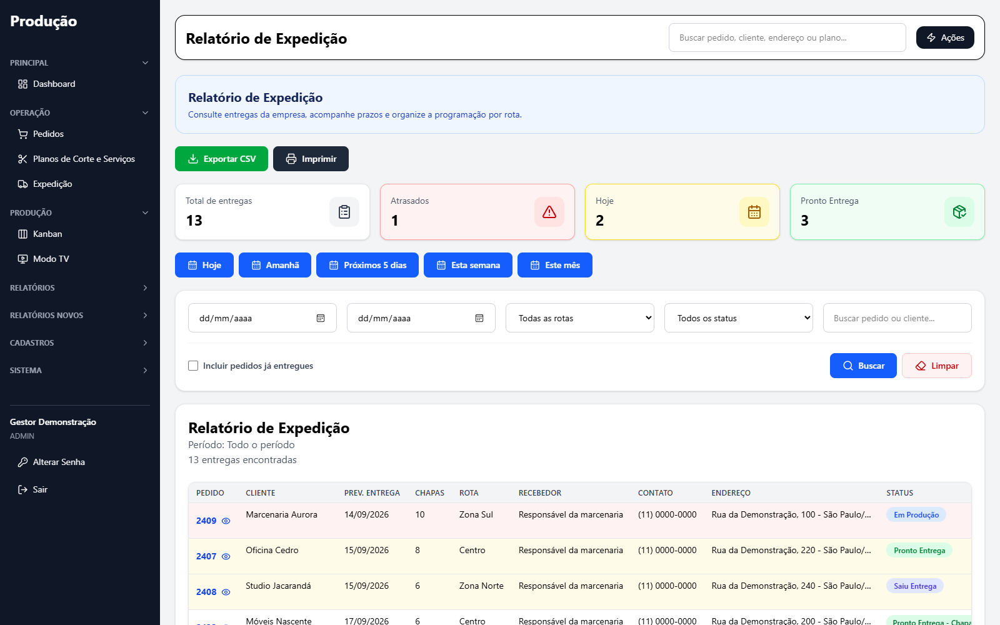 Produção
PRINCIPAL
Dashboard
OPERAÇÃO
Pedidos
Planos de Corte e Serviços
Expedição
PRODUÇÃO
Kanban
Modo TV
RELATÓRIOS
RELATÓRIOS NOVOS
CADASTROS
SISTEMA
Gestor Demonstração
ADMIN
Alterar Senha
Sair
Relatório de Expedição
Buscar pedido, cliente, endereço ou plano...
Ações
Relatório de Expedição
Consulte entregas da empresa, acompanhe prazos e organize a programação por rota.
Exportar CSV
Imprimir
Total de entregas
13
Atrasados
1
Hoje
2
Pronto Entrega
3
Hoje
Amanhã
Próximos 5 dias
Esta semana
Este mês
dd/mm/aaaa
dd/mm/aaaa
Todas as rotas
Todos os status
Buscar pedido ou cliente...
Incluir pedidos já entregues
Buscar
Limpar
Relatório de Expedição
Período: Todo o período
13 entregas encontradas
PEDIDO CLIENTE PREV. ENTREGA CHAPAS ROTA RECEBEDOR CONTATO ENDEREÇO STATUS
2409 Marcenaria Aurora 14/09/2026 10 Zona Sul Responsável da marcenaria (11) 0000-0000 Rua da Demonstração, 100 - São Paulo/... Em Produção
2407 Oficina Cedro 15/09/2026 8 Centro Responsável da marcenaria (11) 0000-0000 Rua da Demonstração, 220 - São Paulo/... Pronto Entrega
2408 Studio Jacarandá 15/09/2026 6 Zona Norte Responsável da marcenaria (11) 0000-0000 Rua da Demonstração, 240 - São Paulo/... Saiu Entrega
Móveis Nascente 17/09/2026 6 Centro Responsável da marcenaria (11) 0000-0000 Rua da Demonstração, 200 - São Paulo/... Pronto Entrega - Chapa